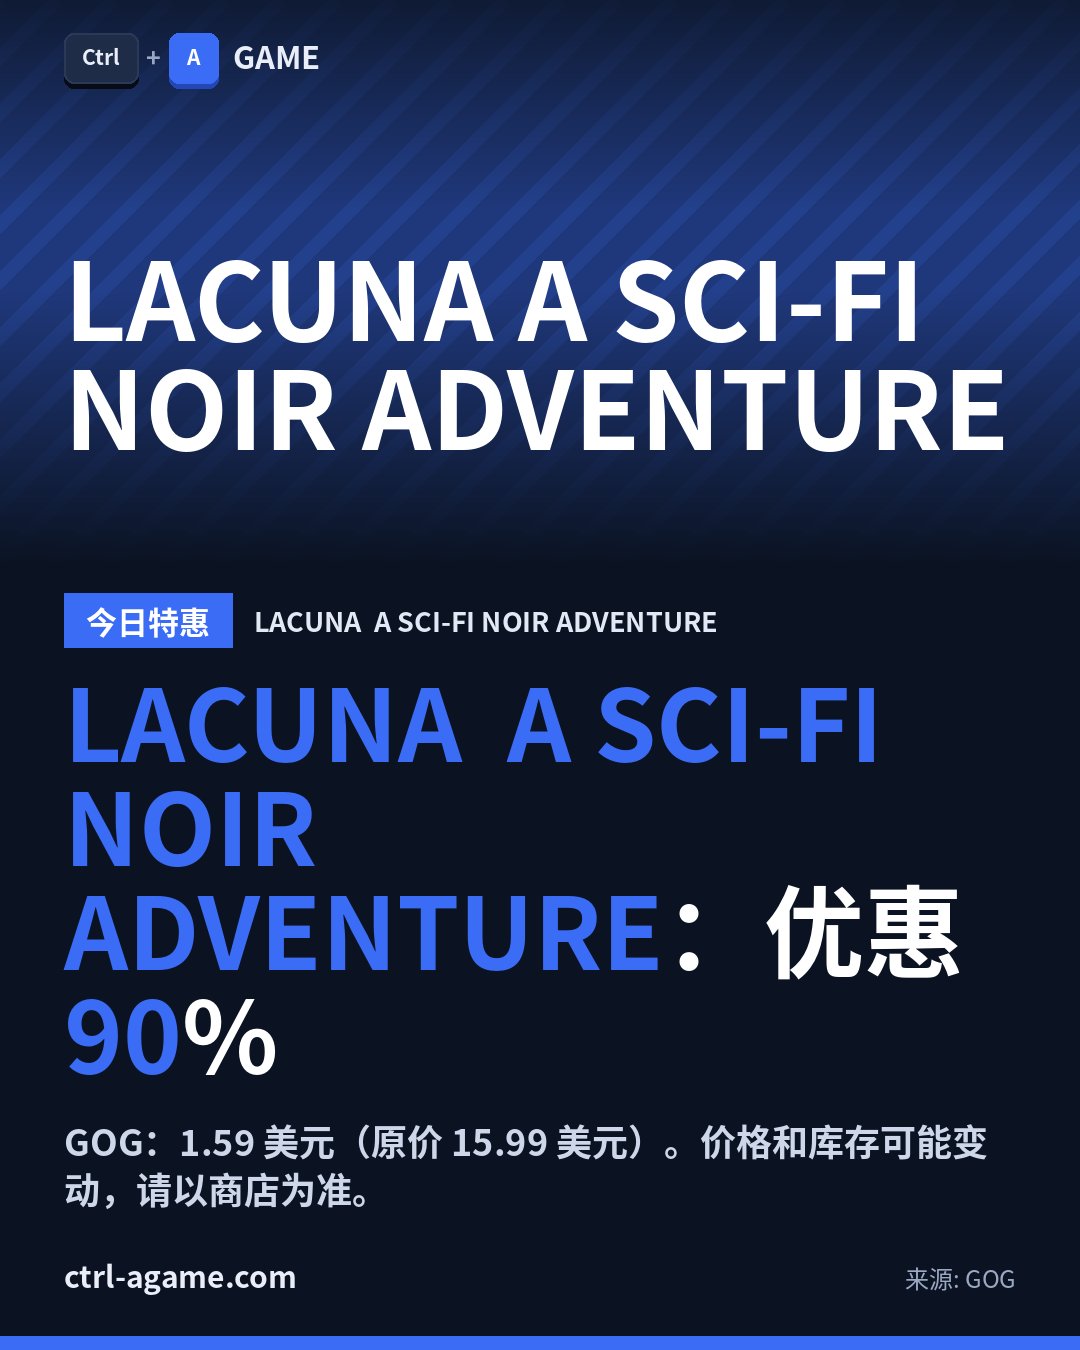 Ctrl + A GAME
LACUNA A SCI-FI
NOIR ADVENTURE
今日特惠 LACUNA  A SCI-FI NOIR ADVENTURE
LACUNA  A SCI-FI
NOIR
ADVENTURE：优惠
90%
GOG：1.59 美元（原价 15.99 美元）。价格和库存可能变
动，请以商店为准。
ctrl-agame.com
来源: GOG